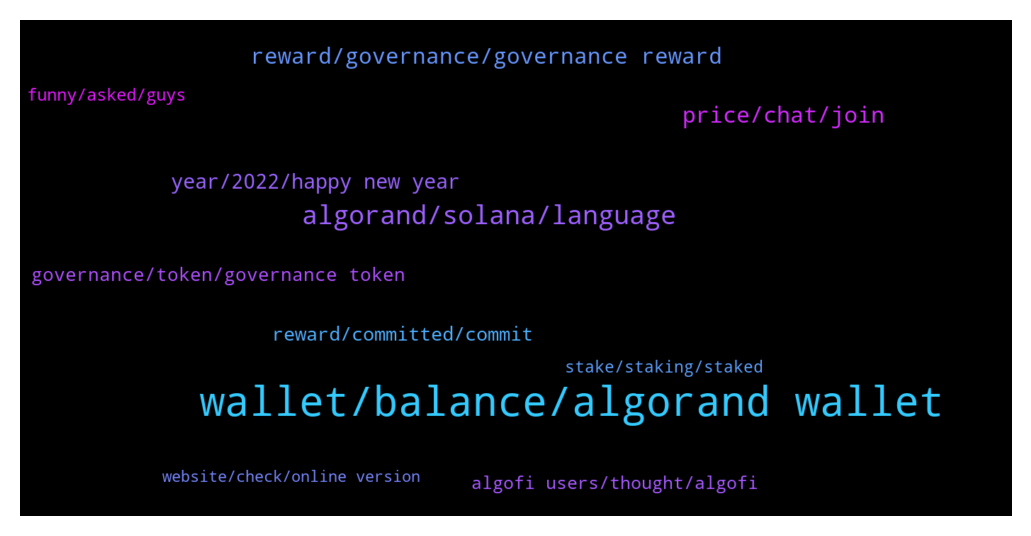 reward/governance/governance reward
funny/asked/guys
price/chat/join
year/2022/happy new year
algorand/solana/language
governance/token/governance token
reward/committed/commit
stake/staking/staked
wallet/balance/algorand wallet
website/check/online version
algofi users/thought/algofi